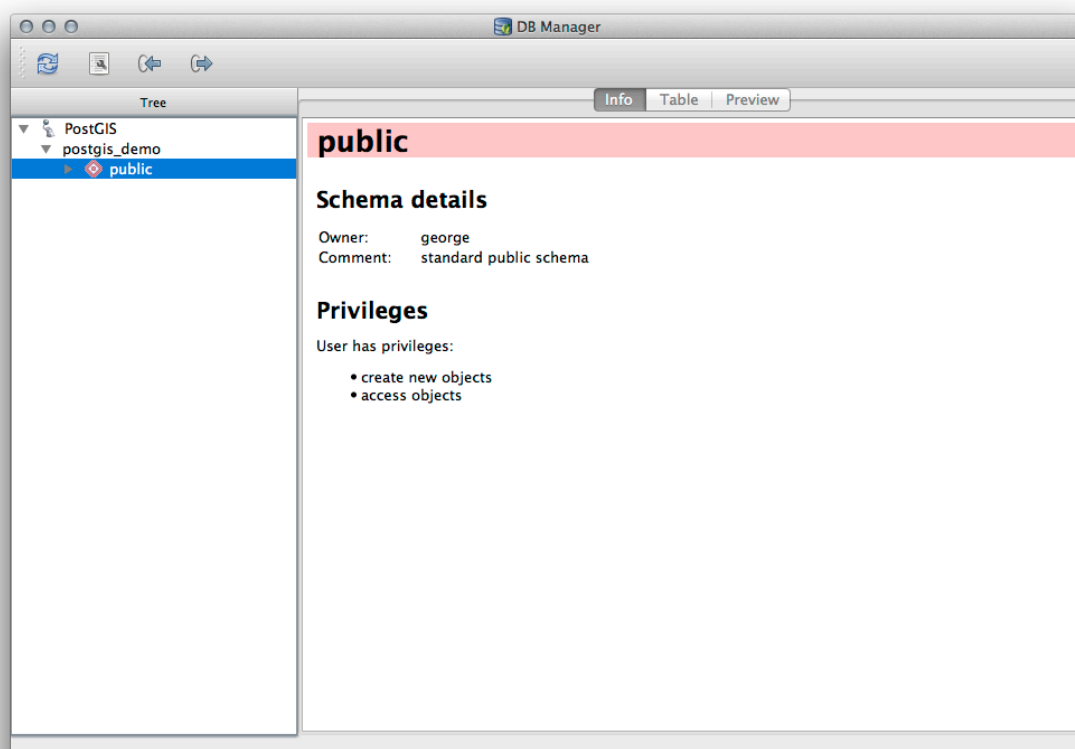 DB Manager
Tree
Info Table Preview
PostGIS
postgis_demo
public
public
Schema details
Owner: george
Comment: standard public schema
Privileges
User has privileges:
• create new objects
• access objects